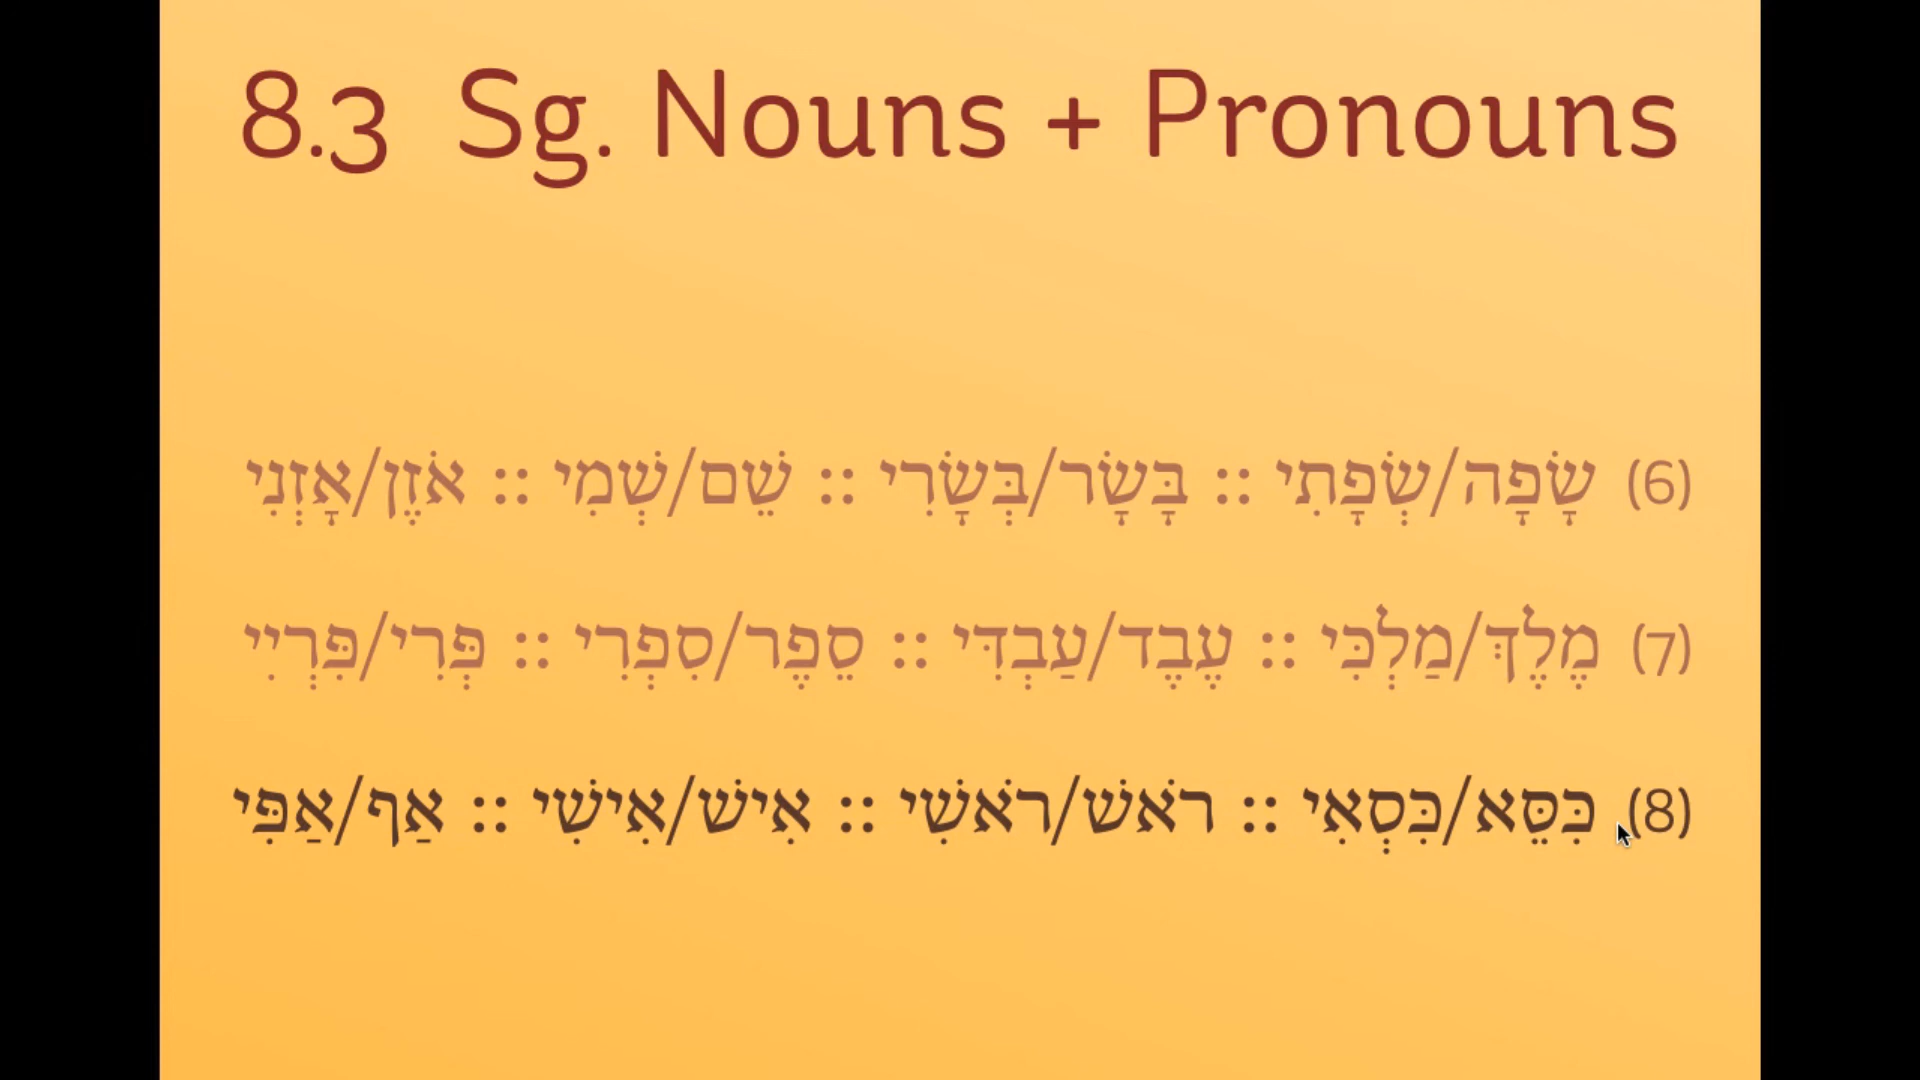 8.3 Sg. Nouns + Pronouns
(6) שָׂפָה/שְׂפָתִי :: בָּשָׂר/בְּשָׂרִי :: שֵׁם/שְׁמִי :: אֹזֶן/אָזְנִי
(7) מֶלֶךְ/מַלְכִּי :: עֶבֶד/עַבְדִּי :: סֵפֶר/סִפְרִי :: פְּרִי/פִּרְיִי
(8) כִּסֵּא/כִּסְאִי :: רֹאשׁ/רֹאשִׁי :: אִישׁ/אִישִׁי :: אַף/אַפִּי